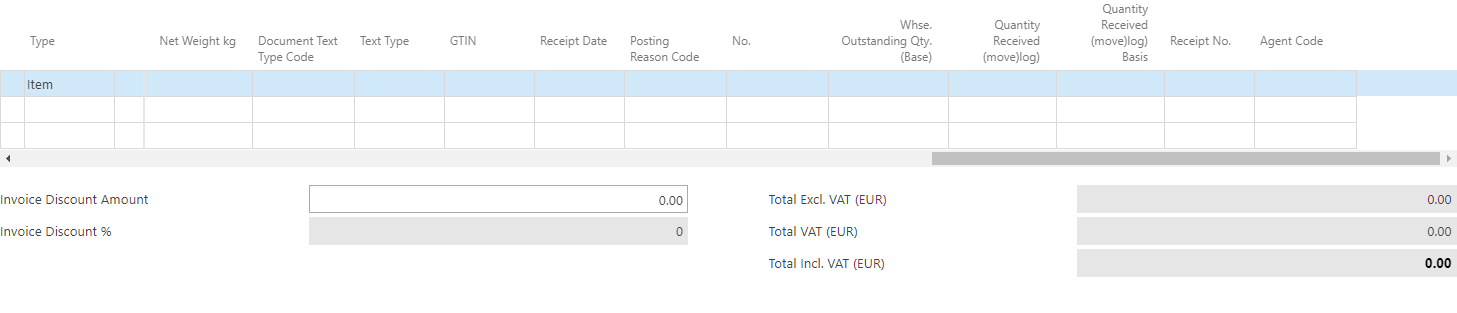 Type
Net Weight kg
Document Text
Type Code
Text Type
GTIN
Receipt Date
Posting
Reason Code
No.
Whse.
Outstanding Qty.
(Base)
Quantity
Received
(move)log)
Quantity
Received
(move)log)
Basis
Receipt No.
Agent Code
Item
Invoice Discount Amount
0.00
Total Excl. VAT (EUR)
0.00
Invoice Discount %
0
Total VAT (EUR)
0.00
Total Incl. VAT (EUR)
0.00